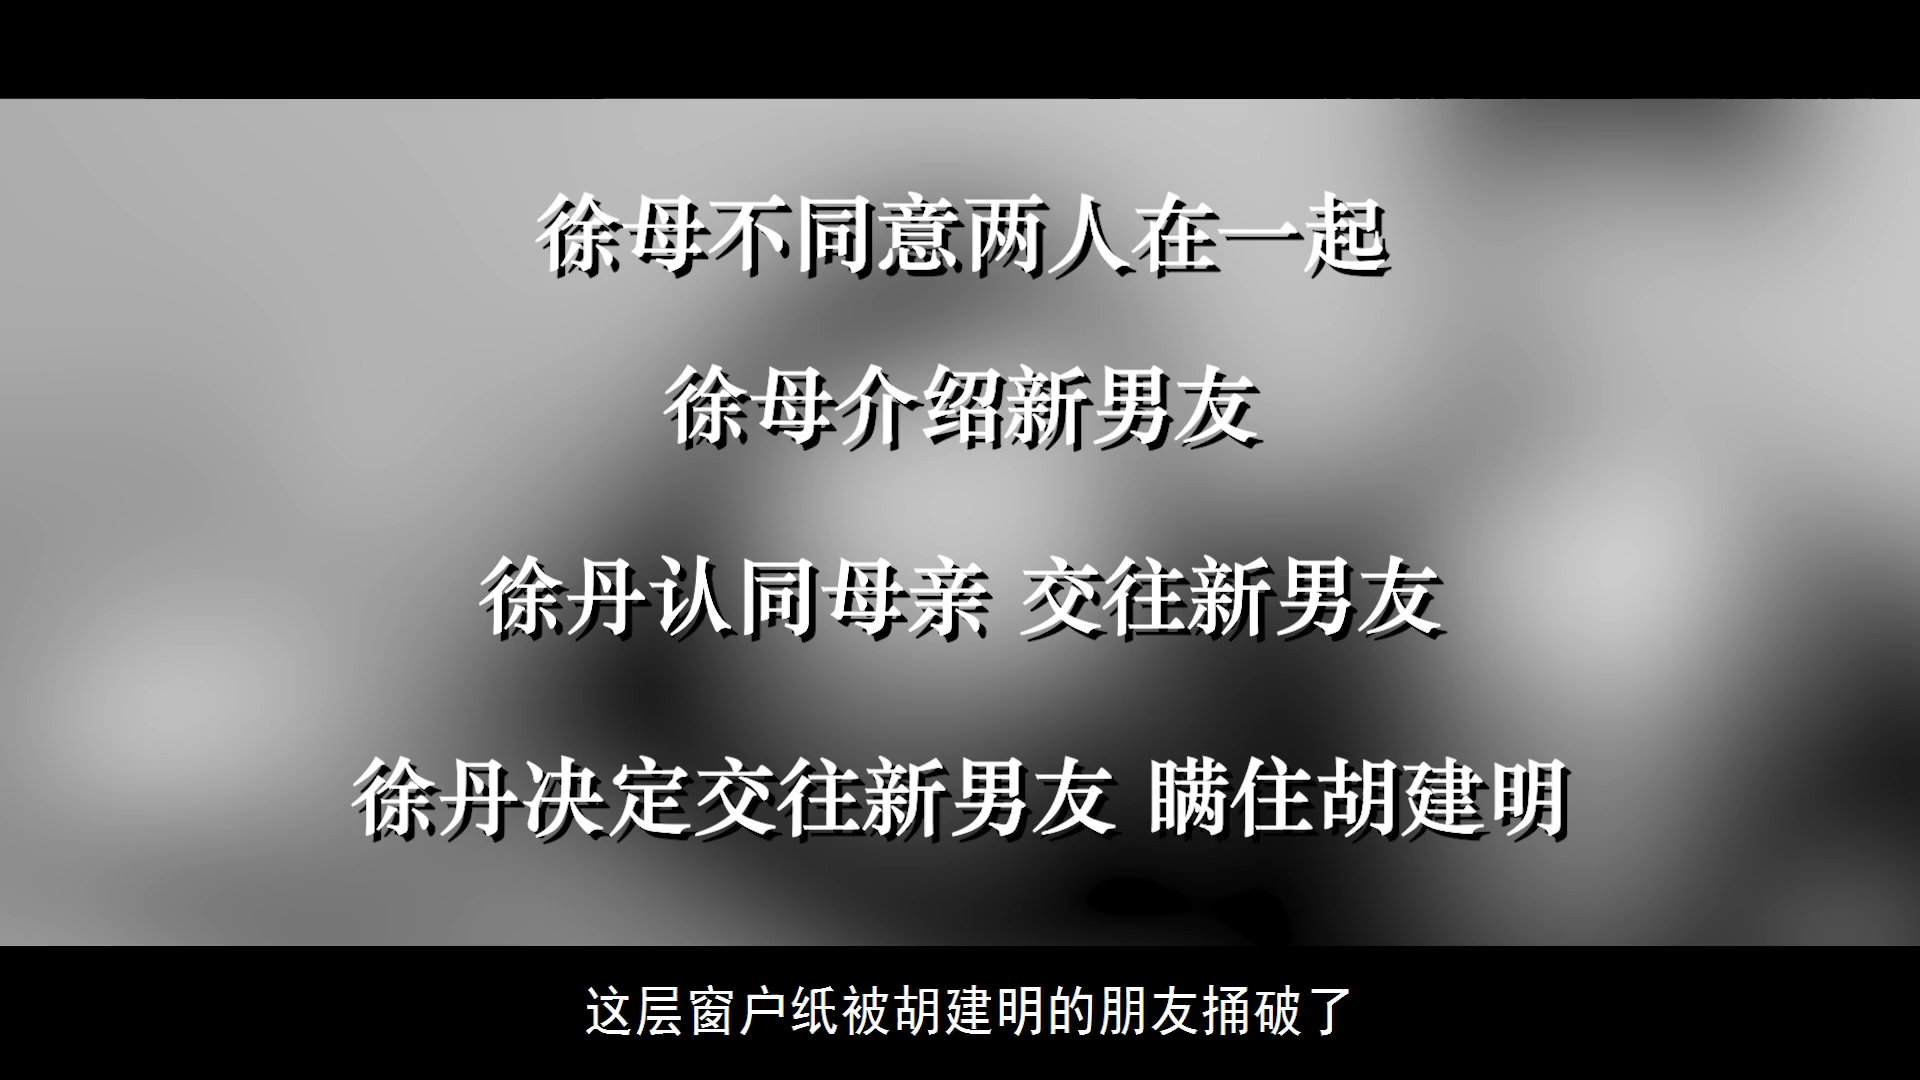 徐母不同意两人在一起
徐母介绍新男友
徐丹认同母亲 交往新男友
徐丹决定交往新男友 瞒住胡建明
这层窗户纸被胡建明的朋友捅破了